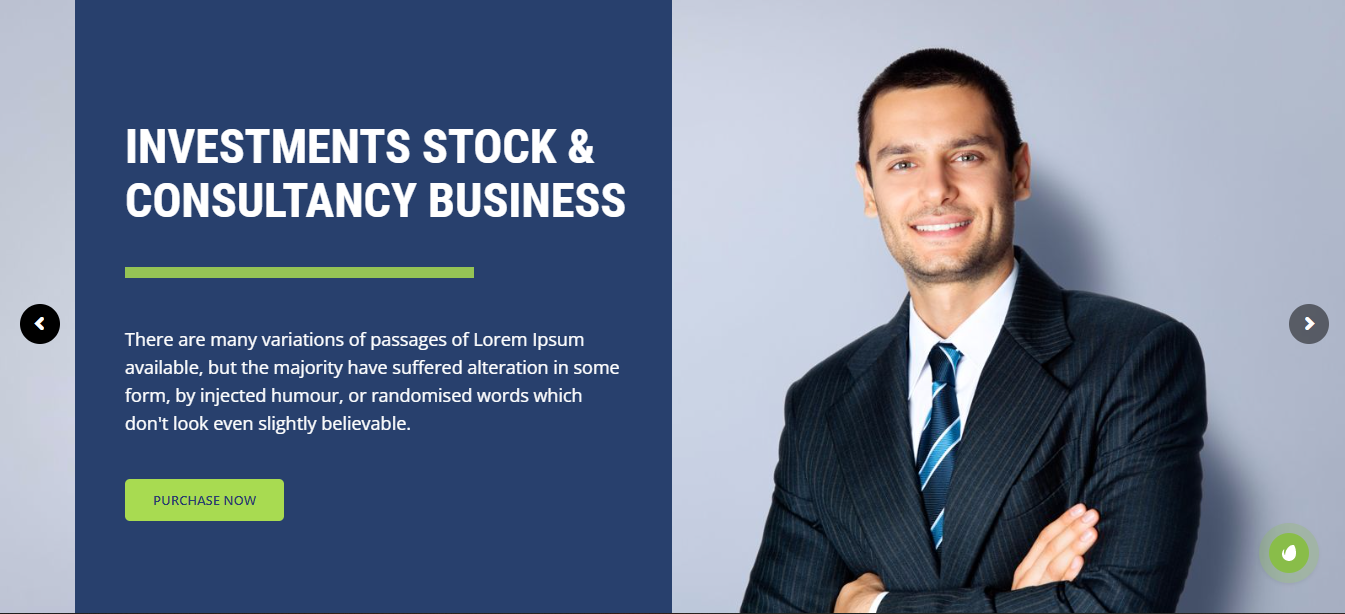 INVESTMENTS STOCK &
CONSULTANCY BUSINESS
There are many variations of passages of Lorem Ipsum
available, but the majority have suffered alteration in some
form, by injected humour, or randomised words which
don't look even slightly believable.
PURCHASE NOW